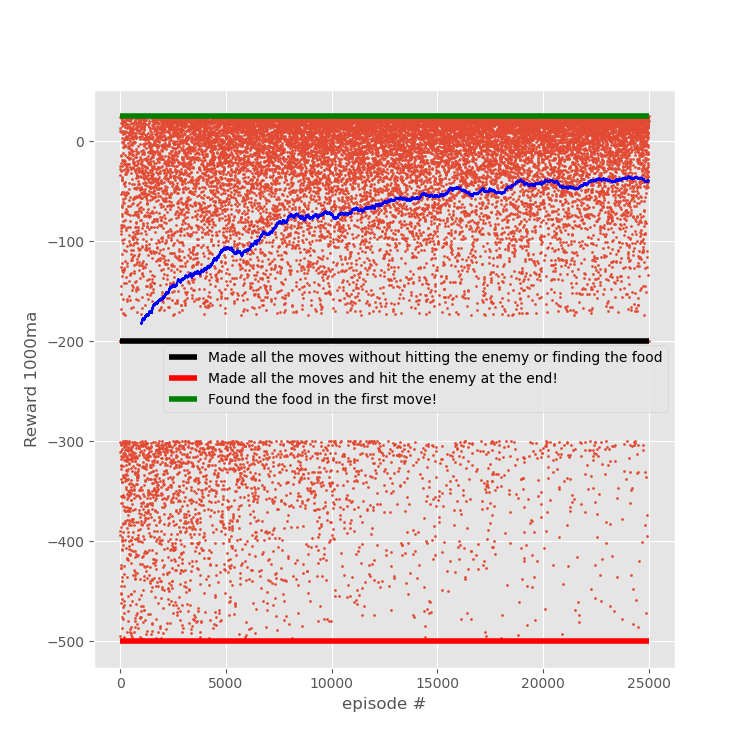 0
−100
−200
−300
−400
−500
Reward 1000ma
Made all the moves without hitting the enemy or finding the food
Made all the moves and hit the enemy at the end!
Found the food in the first move!
0 5000 10000 15000 20000 25000
episode #